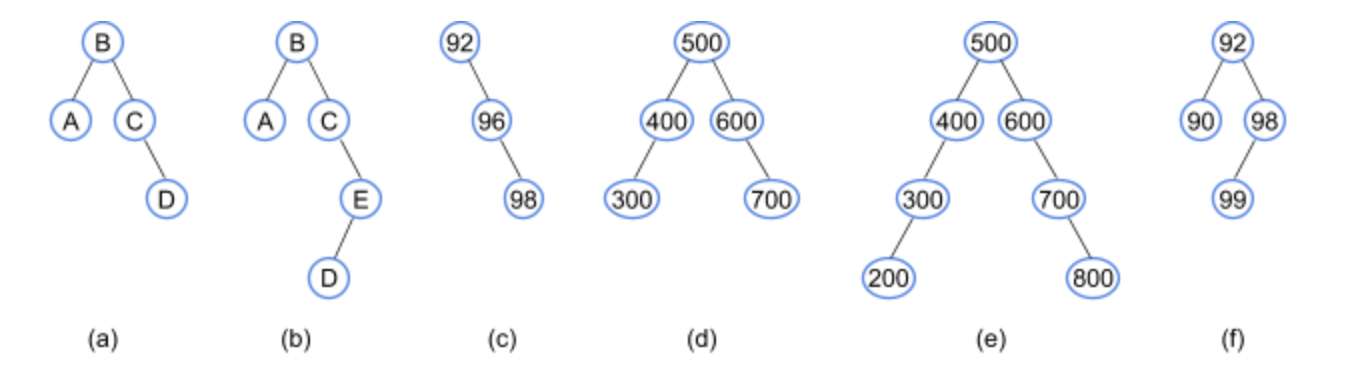 B B 92 500 500 92
A C A C 96 400 600 400 600 90 98
D E 98 300 700 300 700 99
D 200 800
(a) (b) (c) (d) (e) (f)